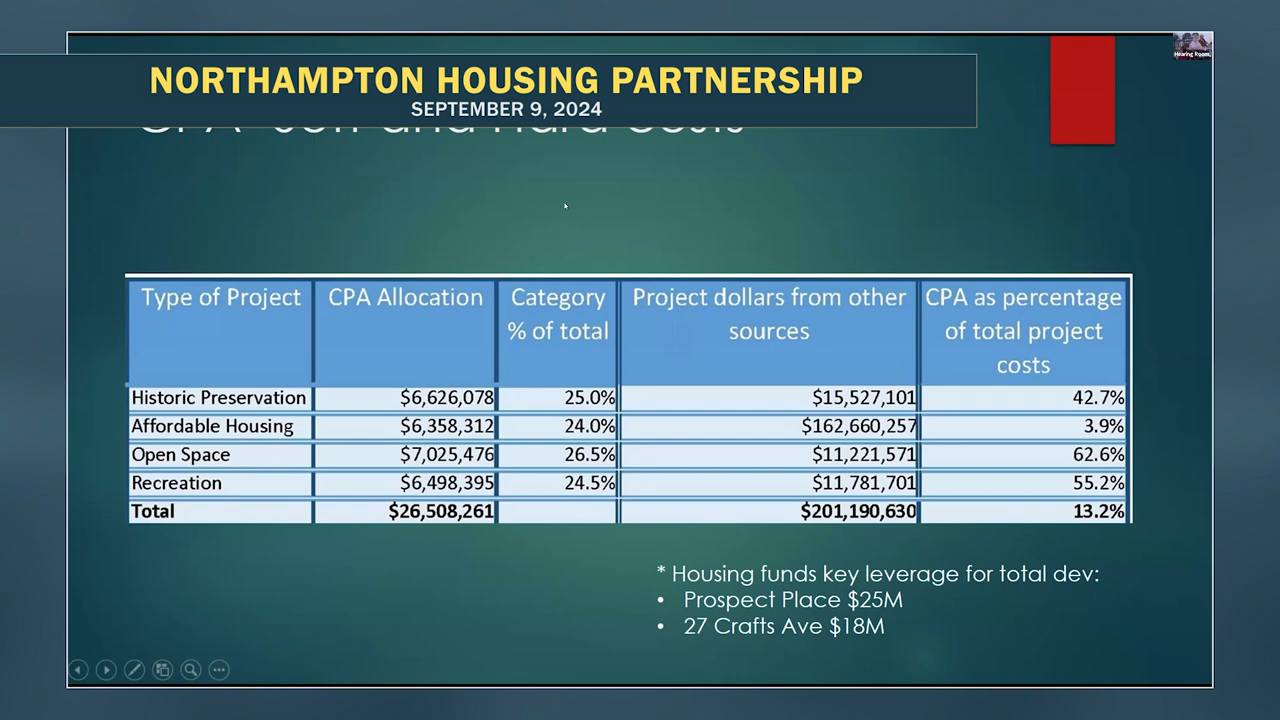 Hearing Room,
NORTHAMPTON HOUSING PARTNERSHIP
SEPTEMBER 9, 2024
Type of Project CPA Allocation Category % of total Project dollars from other sources CPA as percentage of total project costs
Historic Preservation $6,626,078 25.0% $15,527,101 42.7%
Affordable Housing $6,358,312 24.0% $162,660,257 3.9%
Open Space $7,025,476 26.5% $11,221,571 62.6%
Recreation $6,498,395 24.5% $11,781,701 55.2%
Total $26,508,261 $201,190,630 13.2%
* Housing funds key leverage for total dev:
• Prospect Place $25M
• 27 Crafts Ave $18M